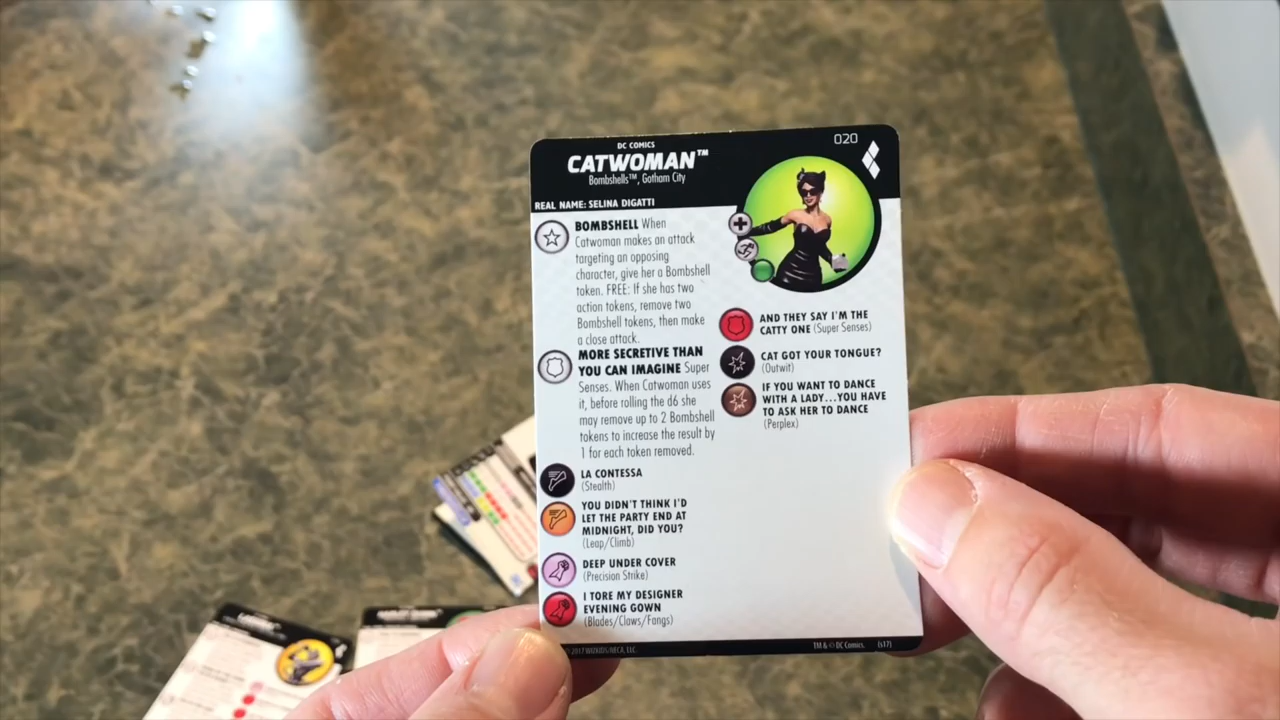 020
DC COMICS
CATWOMAN™
Bombshells™, Gotham City
REAL NAME: SELINA DIGATTI
BOMBSHELL When
Catwoman makes an attack
targeting an opposing
character, give her a Bombshell
token. FREE: If she has two
action tokens, remove two
Bombshell tokens, then make
a close attack.
MORE SECRETIVE THAN
YOU CAN IMAGINE Super
Senses. When Catwoman uses
it, before rolling the d6 she
may remove up to 2 Bombshell
tokens to increase the result by
1 for each token removed.
LA CONTESSA
(Stealth)
YOU DIDN'T THINK I'D
LET THE PARTY END AT
MIDNIGHT, DID YOU?
(Leap/Climb)
DEEP UNDER COVER
(Precision Strike)
I TORE MY DESIGNER
EVENING GOWN
(Blades/Claws/Fangs)
AND THEY SAY I'M THE
CATTY ONE (Super Senses)
CAT GOT YOUR TONGUE?
(Outwit)
IF YOU WANT TO DANCE
WITH A LADY...YOU HAVE
TO ASK HER TO DANCE
(Perplex)
© 2017 WIZKIDS/NECA, LLC.
TM & © DC Comics. (s17)